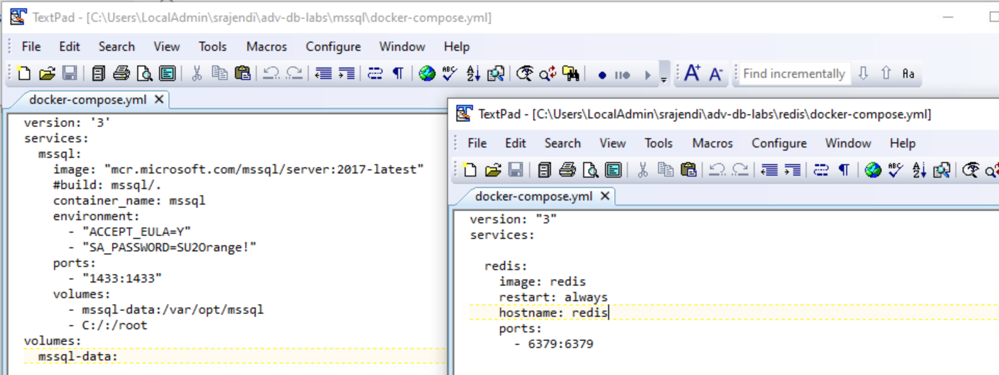 TextPad - [C:\Users\LocalAdmin\srajendi\adv-db-labs\mssql\docker-compose.yml]
File Edit Search View Tools Macros Configure Window Help
ABC A Z A+ A- Find incrementally Aa
docker-compose.yml
version: '3'
services:
  mssql:
    image: "mcr.microsoft.com/mssql/server:2017-latest"
    #build: mssql/.
    container_name: mssql
    environment:
      - "ACCEPT_EULA=Y"
      - "SA_PASSWORD=SU2Orange!"
    ports:
      - "1433:1433"
    volumes:
      - mssql-data:/var/opt/mssql
      - C:/:/root
volumes:
  mssql-data:
TextPad - [C:\Users\LocalAdmin\srajendi\adv-db-labs\redis\docker-compose.yml]
File Edit Search View Tools Macros Configure Window Help
ABC A Z
docker-compose.yml
version: "3"
services:
  redis:
    image: redis
    restart: always
    hostname: redis
    ports:
      - 6379:6379